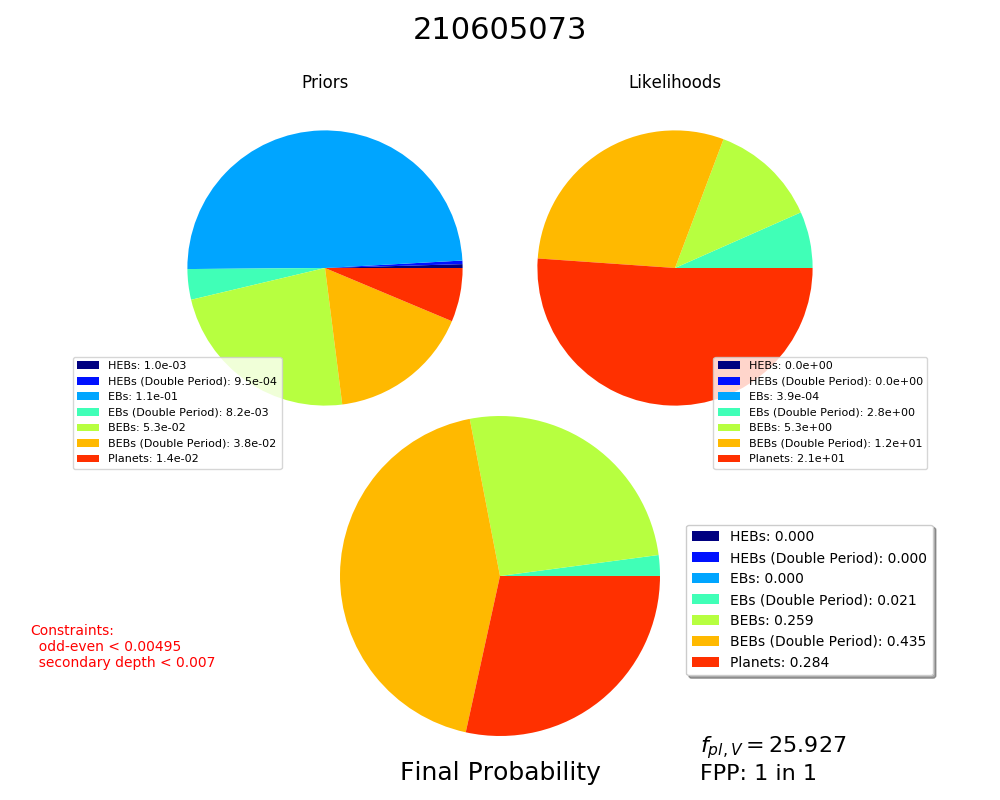 210605073
Priors
Likelihoods
HEBs: 1.0e-03
HEBs (Double Period): 9.5e-04
EBs: 1.1e-01
EBs (Double Period): 8.2e-03
BEBs: 5.3e-02
BEBs (Double Period): 3.8e-02
Planets: 1.4e-02
HEBs: 0.0e+00
HEBs (Double Period): 0.0e+00
EBs: 3.9e-04
EBs (Double Period): 2.8e+00
BEBs: 5.3e+00
BEBs (Double Period): 1.2e+01
Planets: 2.1e+01
HEBs: 0.000
HEBs (Double Period): 0.000
EBs: 0.000
EBs (Double Period): 0.021
BEBs: 0.259
BEBs (Double Period): 0.435
Planets: 0.284
Constraints:
odd-even < 0.00495
secondary depth < 0.007
f_{pl,V} = 25.927
FPP: 1 in 1
Final Probability